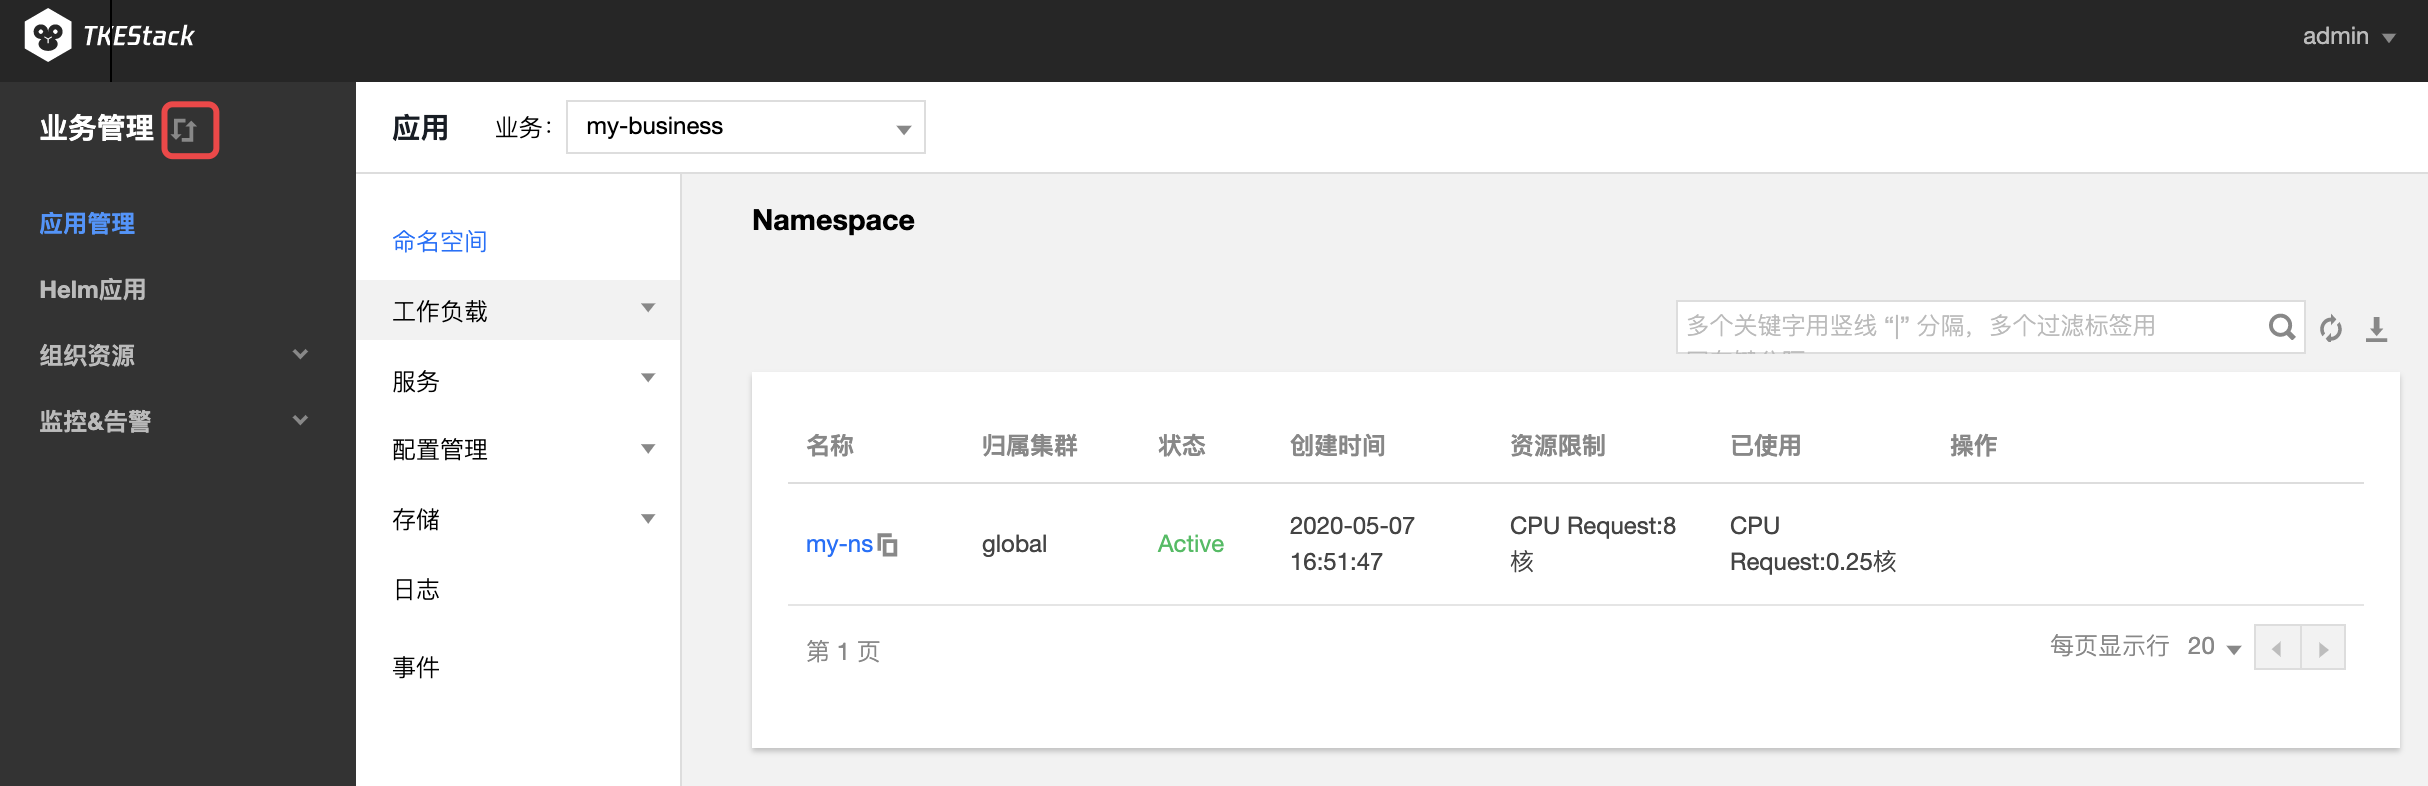 TKEStack
admin
业务管理
应用 业务: my-business
应用管理
Helm应用
组织资源
监控&告警
命名空间
工作负载
服务
配置管理
存储
日志
事件
Namespace
多个关键字用竖线 “|” 分隔，多个过滤标签用
名称 归属集群 状态 创建时间 资源限制 已使用 操作
my-ns global Active 2020-05-07 16:51:47 CPU Request:8核 CPU Request:0.25核
第 1 页 每页显示行 20